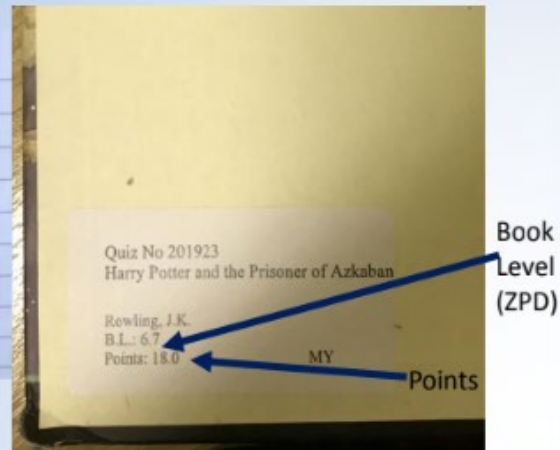 Quiz No 201923
Harry Potter and the Prisoner of Azkaban
Rowling, J.K.
B.L.: 6.7
Points: 18.0 MY
Book
Level
(ZPD)
Points